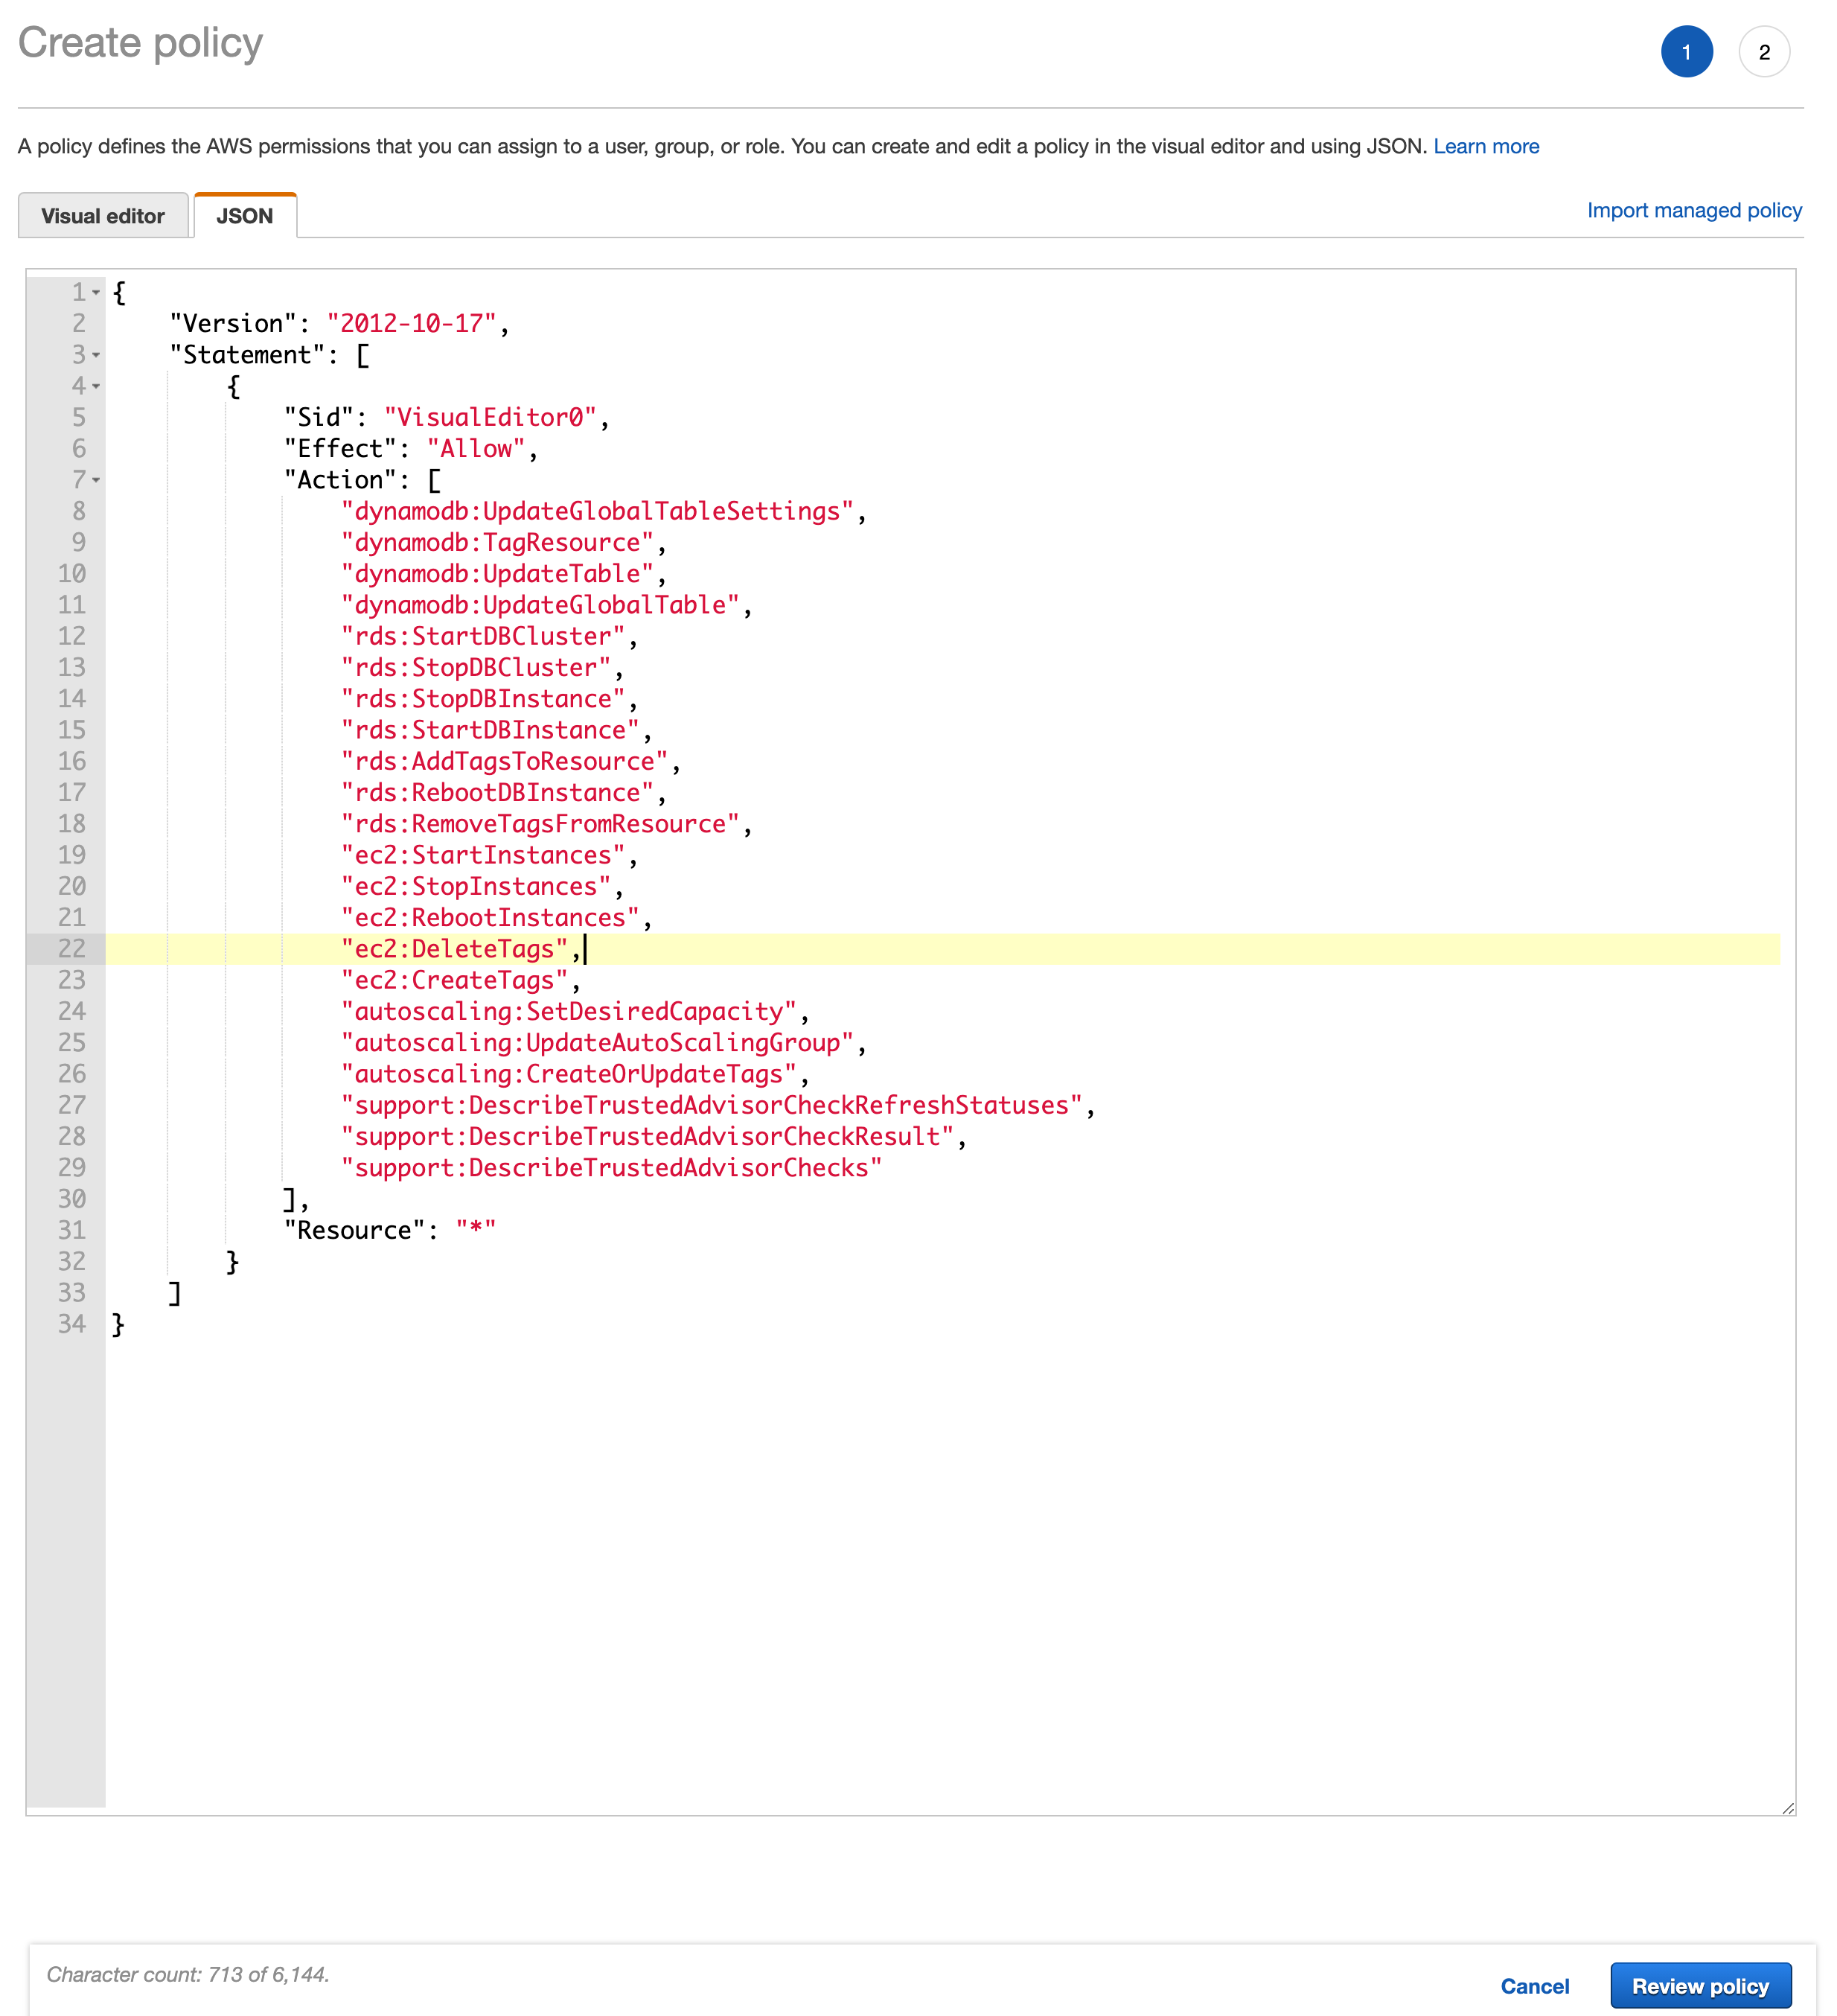 Create policy
1 2
A policy defines the AWS permissions that you can assign to a user, group, or role. You can create and edit a policy in the visual editor and using JSON. Learn more
Visual editor JSON Import managed policy
1 {
2 "Version": "2012-10-17",
3 "Statement": [
4 {
5 "Sid": "VisualEditor0",
6 "Effect": "Allow",
7 "Action": [
8 "dynamodb:UpdateGlobalTableSettings",
9 "dynamodb:TagResource",
10 "dynamodb:UpdateTable",
11 "dynamodb:UpdateGlobalTable",
12 "rds:StartDBCluster",
13 "rds:StopDBCluster",
14 "rds:StopDBInstance",
15 "rds:StartDBInstance",
16 "rds:AddTagsToResource",
17 "rds:RebootDBInstance",
18 "rds:RemoveTagsFromResource",
19 "ec2:StartInstances",
20 "ec2:StopInstances",
21 "ec2:RebootInstances",
22 "ec2:DeleteTags",
23 "ec2:CreateTags",
24 "autoscaling:SetDesiredCapacity",
25 "autoscaling:UpdateAutoScalingGroup",
26 "autoscaling:CreateOrUpdateTags",
27 "support:DescribeTrustedAdvisorCheckRefreshStatuses",
28 "support:DescribeTrustedAdvisorCheckResult",
29 "support:DescribeTrustedAdvisorChecks"
30 ],
31 "Resource": "*"
32 }
33 ]
34 }
Character count: 713 of 6,144.
Cancel Review policy